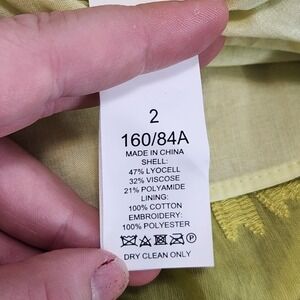 2
160/84A
MADE IN CHINA
SHELL:
47% LYOCELL
32% VISCOSE
21% POLYAMIDE
LINING:
100% COTTON
EMBROIDERY:
100% POLYESTER
DRY CLEAN ONLY